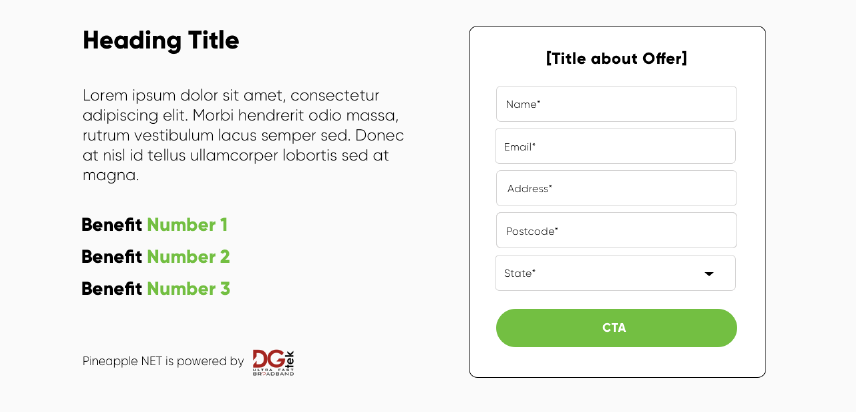 Heading Title
Lorem ipsum dolor sit amet, consectetur
adipiscing elit. Morbi hendrerit odio massa,
rutrum vestibulum lacus semper sed. Donec
at nisl id tellus ullamcorper lobortis sed at
magna.
Benefit Number 1
Benefit Number 2
Benefit Number 3
Pineapple NET is powered by
DGtek
ULTRA FAST
BROADBAND
[Title about Offer]
Name*
Email*
Address*
Postcode*
State*
CTA